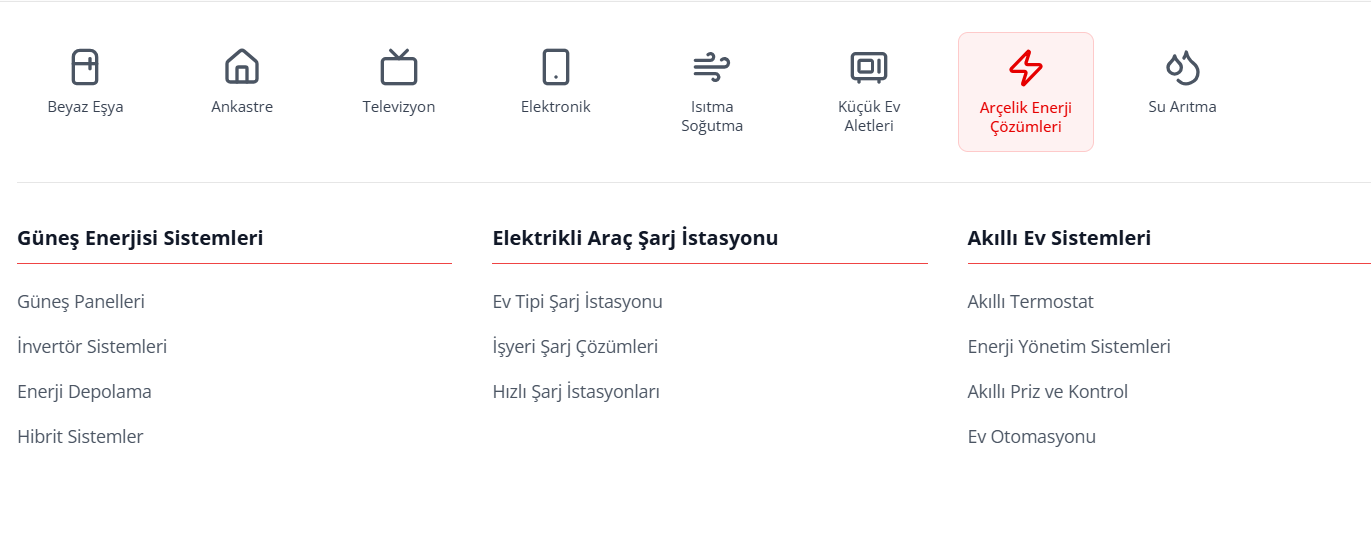 Beyaz Eşya
Ankastre
Televizyon
Elektronik
Isıtma
Soğutma
Küçük Ev
Aletleri
Arçelik Enerji
Çözümleri
Su Arıtma
Güneş Enerjisi Sistemleri
Güneş Panelleri
İnvertör Sistemleri
Enerji Depolama
Hibrit Sistemler
Elektrikli Araç Şarj İstasyonu
Ev Tipi Şarj İstasyonu
İşyeri Şarj Çözümleri
Hızlı Şarj İstasyonları
Akıllı Ev Sistemleri
Akıllı Termostat
Enerji Yönetim Sistemleri
Akıllı Priz ve Kontrol
Ev Otomasyonu